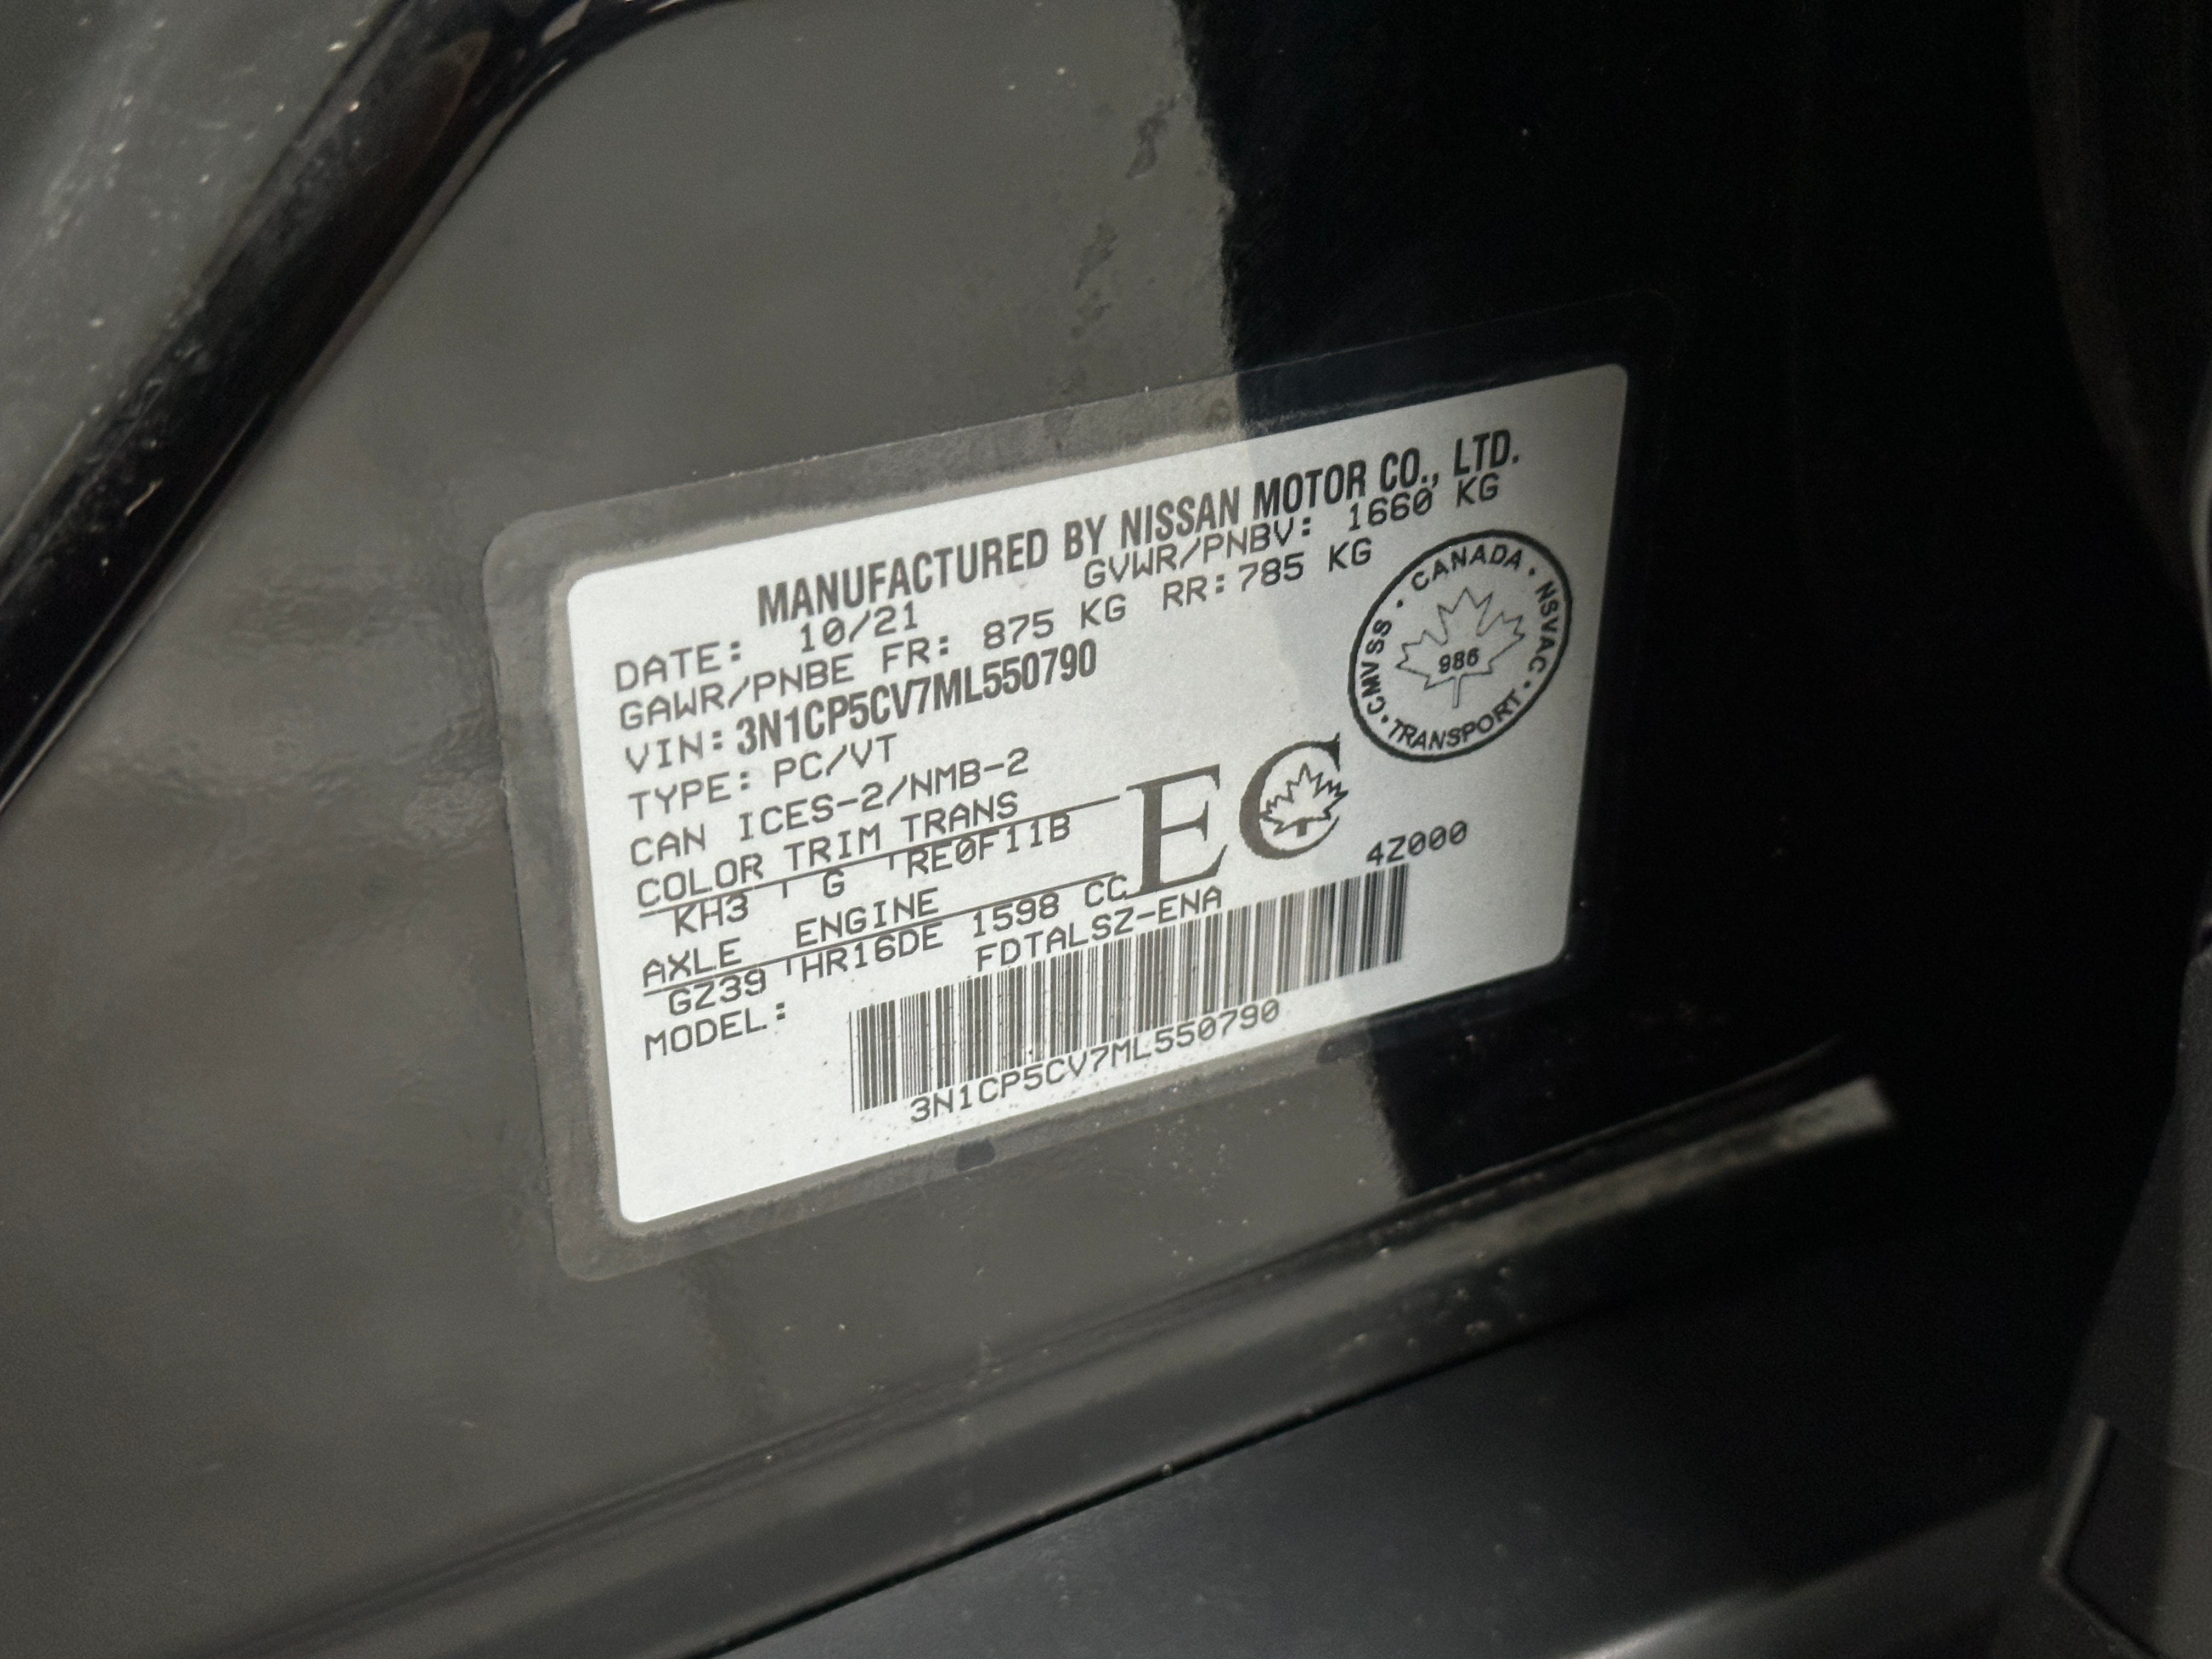 MANUFACTURED BY NISSAN MOTOR CO., LTD.
DATE: 10/21 GVWR/PNBV: 1660 KG
GAWR/PNBE FR: 875 KG RR: 785 KG
VIN: 3N1CP5CV7ML550790
TYPE: PC/VT
CAN ICES-2/NMB-2
COLOR TRIM TRANS
KH3 G RE0F11B
AXLE ENGINE
GZ39 HR16DE 1598 CC
MODEL: FDTALSZ-ENA 4Z000
3N1CP5CV7ML550790
EC
CMVSS · CANADA · NSVAC · TRANSPORT ·
986